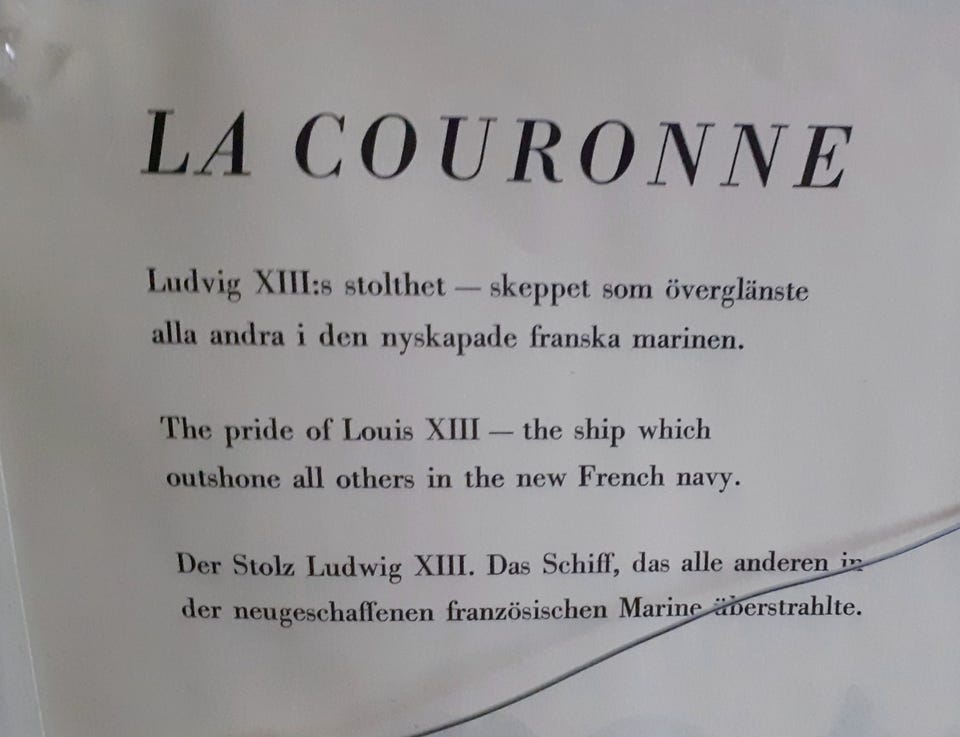 LA COURONNE
Ludvig XIII:s stolthet — skeppet som överglänste
alla andra i den nyskapade franska marinen.
The pride of Louis XIII — the ship which
outshone all others in the new French navy.
Der Stolz Ludwig XIII. Das Schiff, das alle anderen in
der neugeschaffenen französischen Marine überstrahlte.